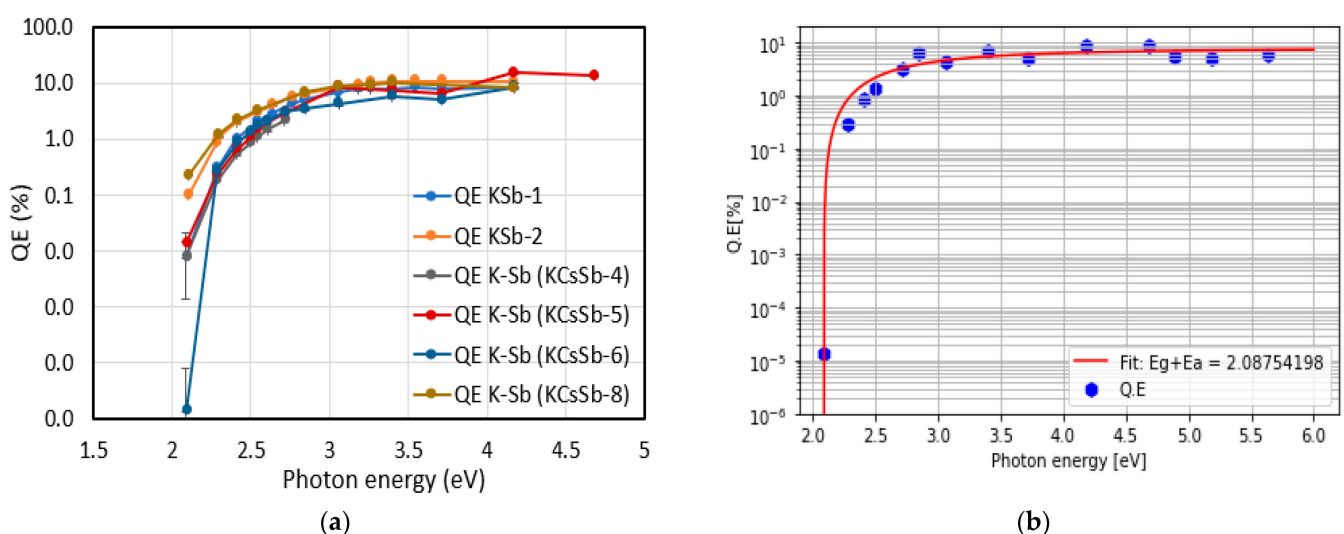 100.0
10.0
1.0
0.1
0.0
0.0
0.0
0.0
QE (%)
1.5 2 2.5 3 3.5 4 4.5 5
Photon energy (eV)
QE KSb-1
QE KSb-2
QE K-Sb (KCsSb-4)
QE K-Sb (KCsSb-5)
QE K-Sb (KCsSb-6)
QE K-Sb (KCsSb-8)
(a)
10¹
10⁰
10⁻¹
10⁻²
10⁻³
10⁻⁴
10⁻⁵
10⁻⁶
Q.E[%]
2.0 2.5 3.0 3.5 4.0 4.5 5.0 5.5 6.0
Photon energy [eV]
Fit: Eg+Ea = 2.08754198
Q.E
(b)